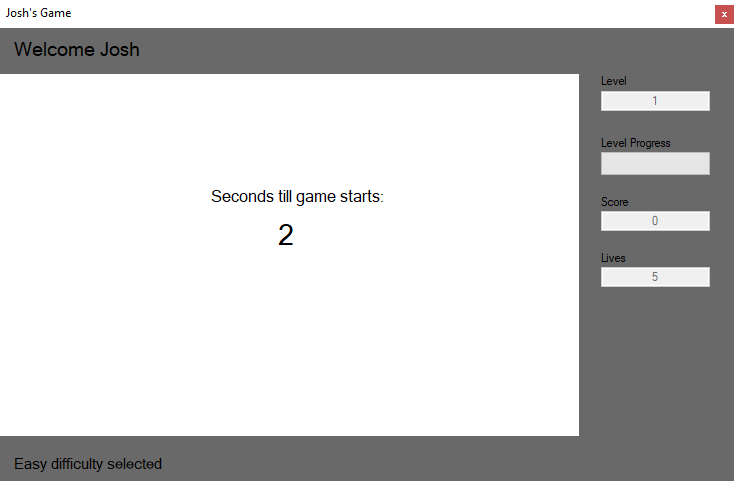 Josh's Game
x
Welcome Josh
Level
1
Level Progress
Seconds till game starts:
2
Score
0
Lives
5
Easy difficulty selected